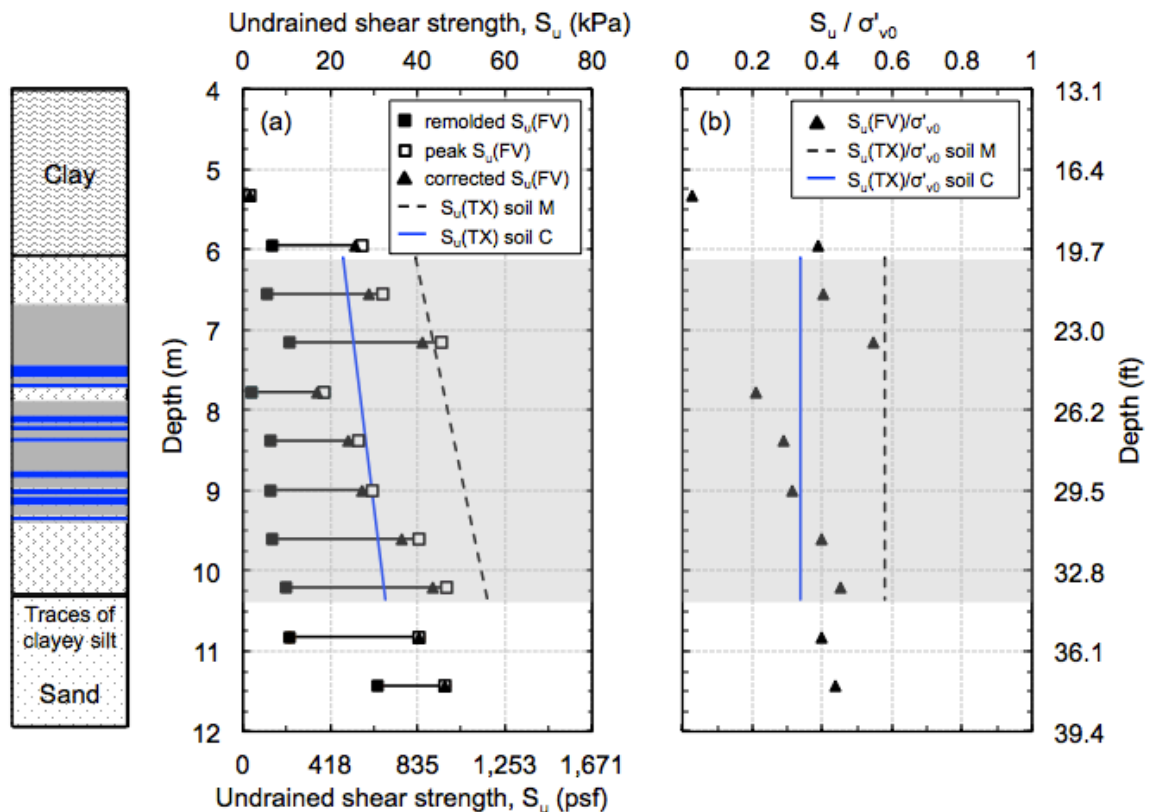 Undrained shear strength, Sᵤ (kPa)
0 20 40 60 80
Sᵤ / σ'ᵥ₀
0 0.2 0.4 0.6 0.8 1
Clay
Traces of
clayey silt
Sand
Depth (m)
4
5
6
7
8
9
10
11
12
(a)
remolded Sᵤ(FV)
peak Sᵤ(FV)
corrected Sᵤ(FV)
Sᵤ(TX) soil M
Sᵤ(TX) soil C
(b)
Sᵤ(FV)/σ'ᵥ₀
Sᵤ(TX)/σ'ᵥ₀ soil M
Sᵤ(TX)/σ'ᵥ₀ soil C
13.1
16.4
19.7
23.0
26.2
29.5
32.8
36.1
39.4
Depth (ft)
0 418 835 1,253 1,671
Undrained shear strength, Sᵤ (psf)